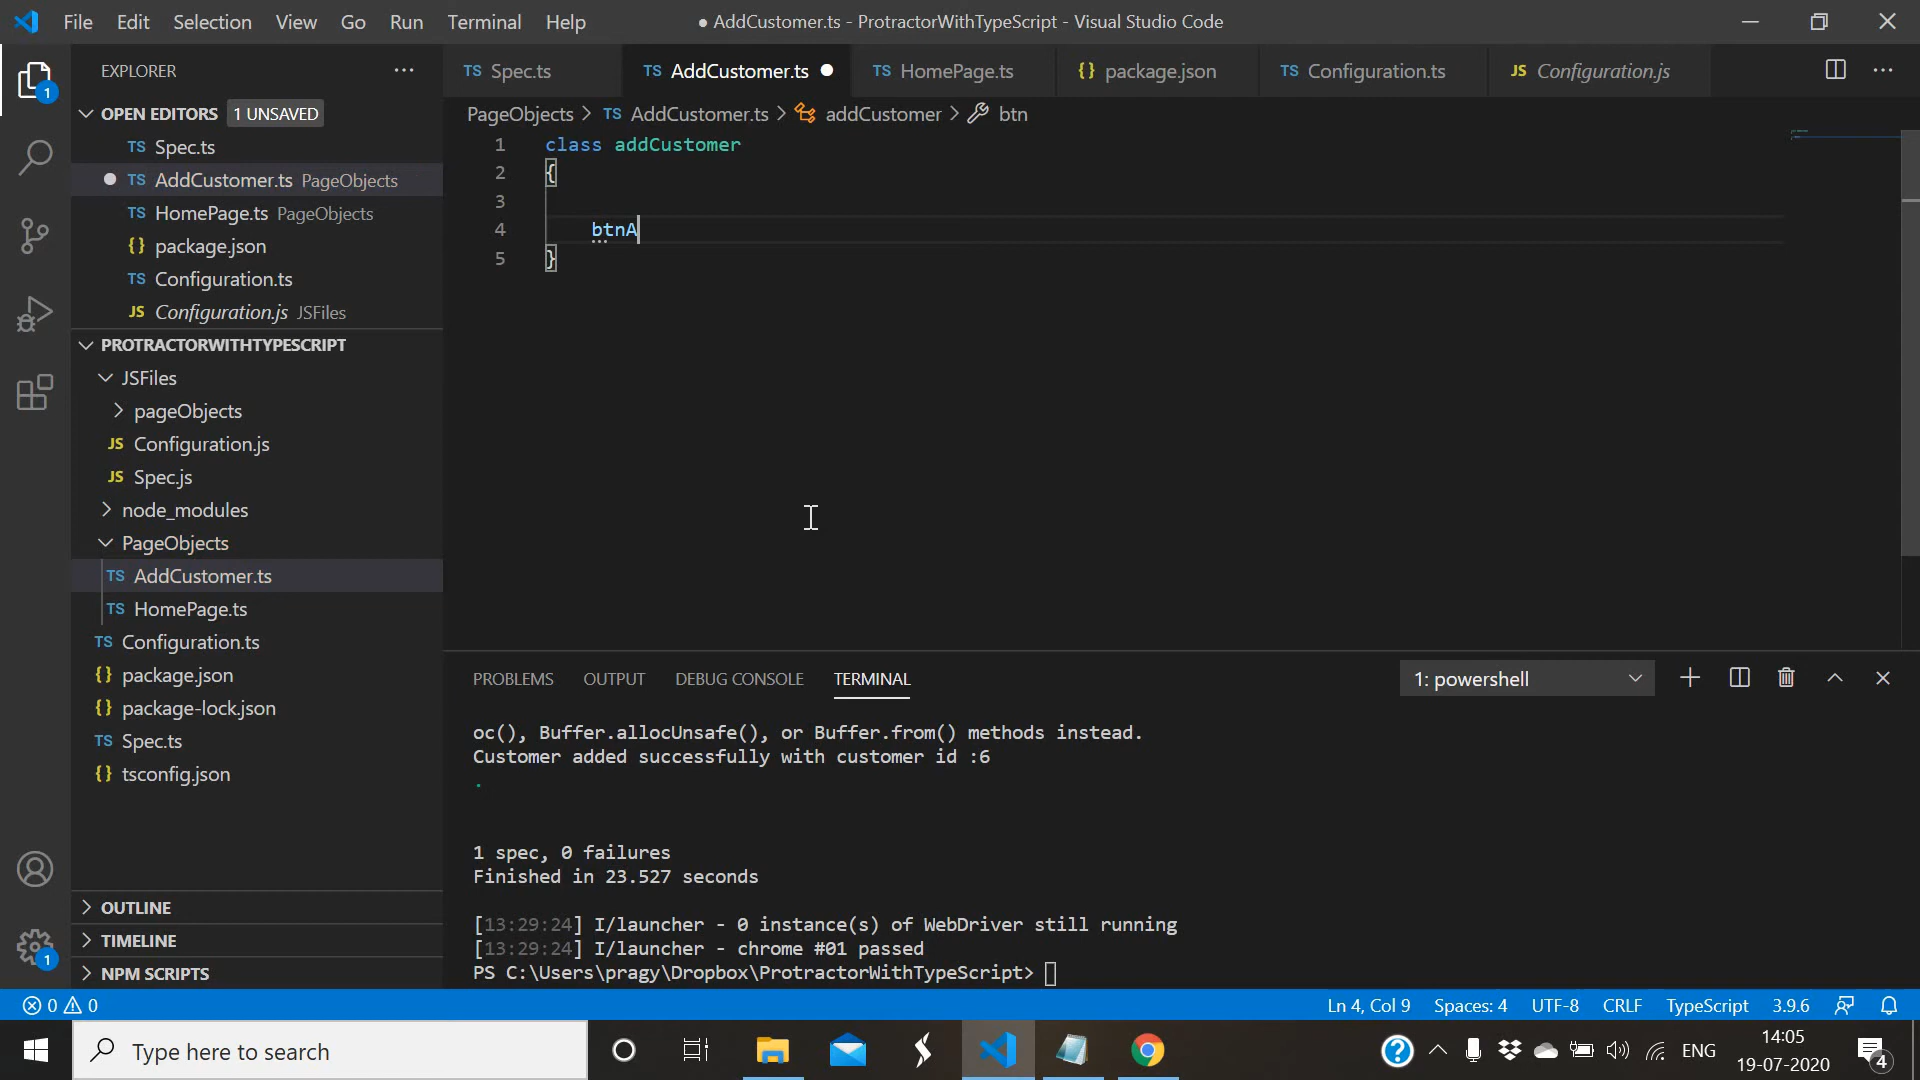 File Edit Selection View Go Run Terminal Help ● AddCustomer.ts - ProtractorWithTypeScript - Visual Studio Code
EXPLORER ···
TS Spec.ts TS AddCustomer.ts ● TS HomePage.ts {} package.json TS Configuration.ts JS Configuration.js ···
OPEN EDITORS 1 UNSAVED
TS Spec.ts
● TS AddCustomer.ts PageObjects
TS HomePage.ts PageObjects
{} package.json
TS Configuration.ts
JS Configuration.js JSFiles
PROTRACTORWITHTYPESCRIPT
JSFiles
pageObjects
JS Configuration.js
JS Spec.js
node_modules
PageObjects
TS AddCustomer.ts
TS HomePage.ts
TS Configuration.ts
{} package.json
{} package-lock.json
TS Spec.ts
{} tsconfig.json
OUTLINE
TIMELINE
NPM SCRIPTS
1
1
PageObjects > TS AddCustomer.ts > addCustomer > btn
1 class addCustomer
2 {
3
4 btnA
5 }
PROBLEMS OUTPUT DEBUG CONSOLE TERMINAL 1: powershell
oc(), Buffer.allocUnsafe(), or Buffer.from() methods instead.
Customer added successfully with customer id :6
.
1 spec, 0 failures
Finished in 23.527 seconds
[13:29:24] I/launcher - 0 instance(s) of WebDriver still running
[13:29:24] I/launcher - chrome #01 passed
PS C:\Users\pragy\Dropbox\ProtractorWithTypeScript>
0 0 Ln 4, Col 9 Spaces: 4 UTF-8 CRLF TypeScript 3.9.6
Type here to search ? ENG 14:05
19-07-2020 4